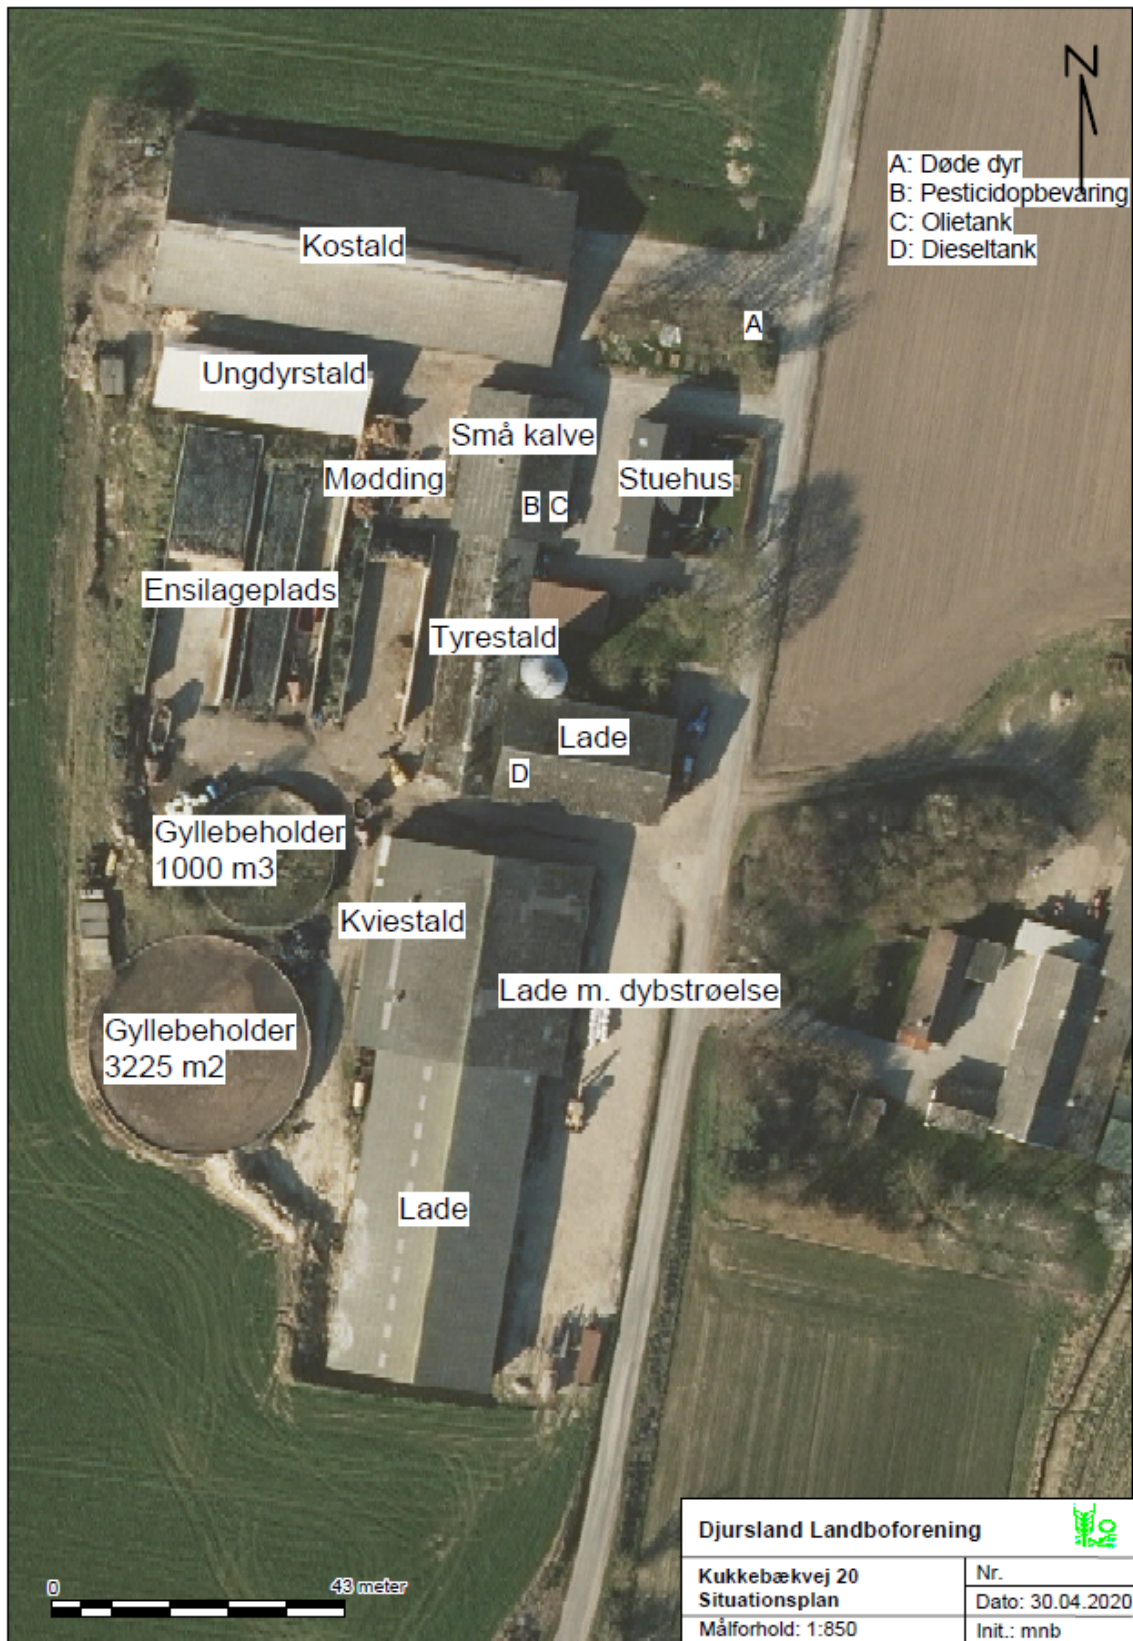 N
A: Døde dyr
B: Pesticidopbevaring
C: Olietank
D: Dieseltank
Kostald
A
Ungdyrstald
Små kalve
Mødding
Stuehus
B C
Ensilageplads
Tyrestald
Lade
D
Gyllebeholder
1000 m3
Kviestald
Lade m. dybstrøelse
Gyllebeholder
3225 m2
Lade
0 43 meter
Djursland Landboforening
Kukkebækvej 20
Situationsplan
Nr.
Dato: 30.04.2020
Målforhold: 1:850
Init.: mnb